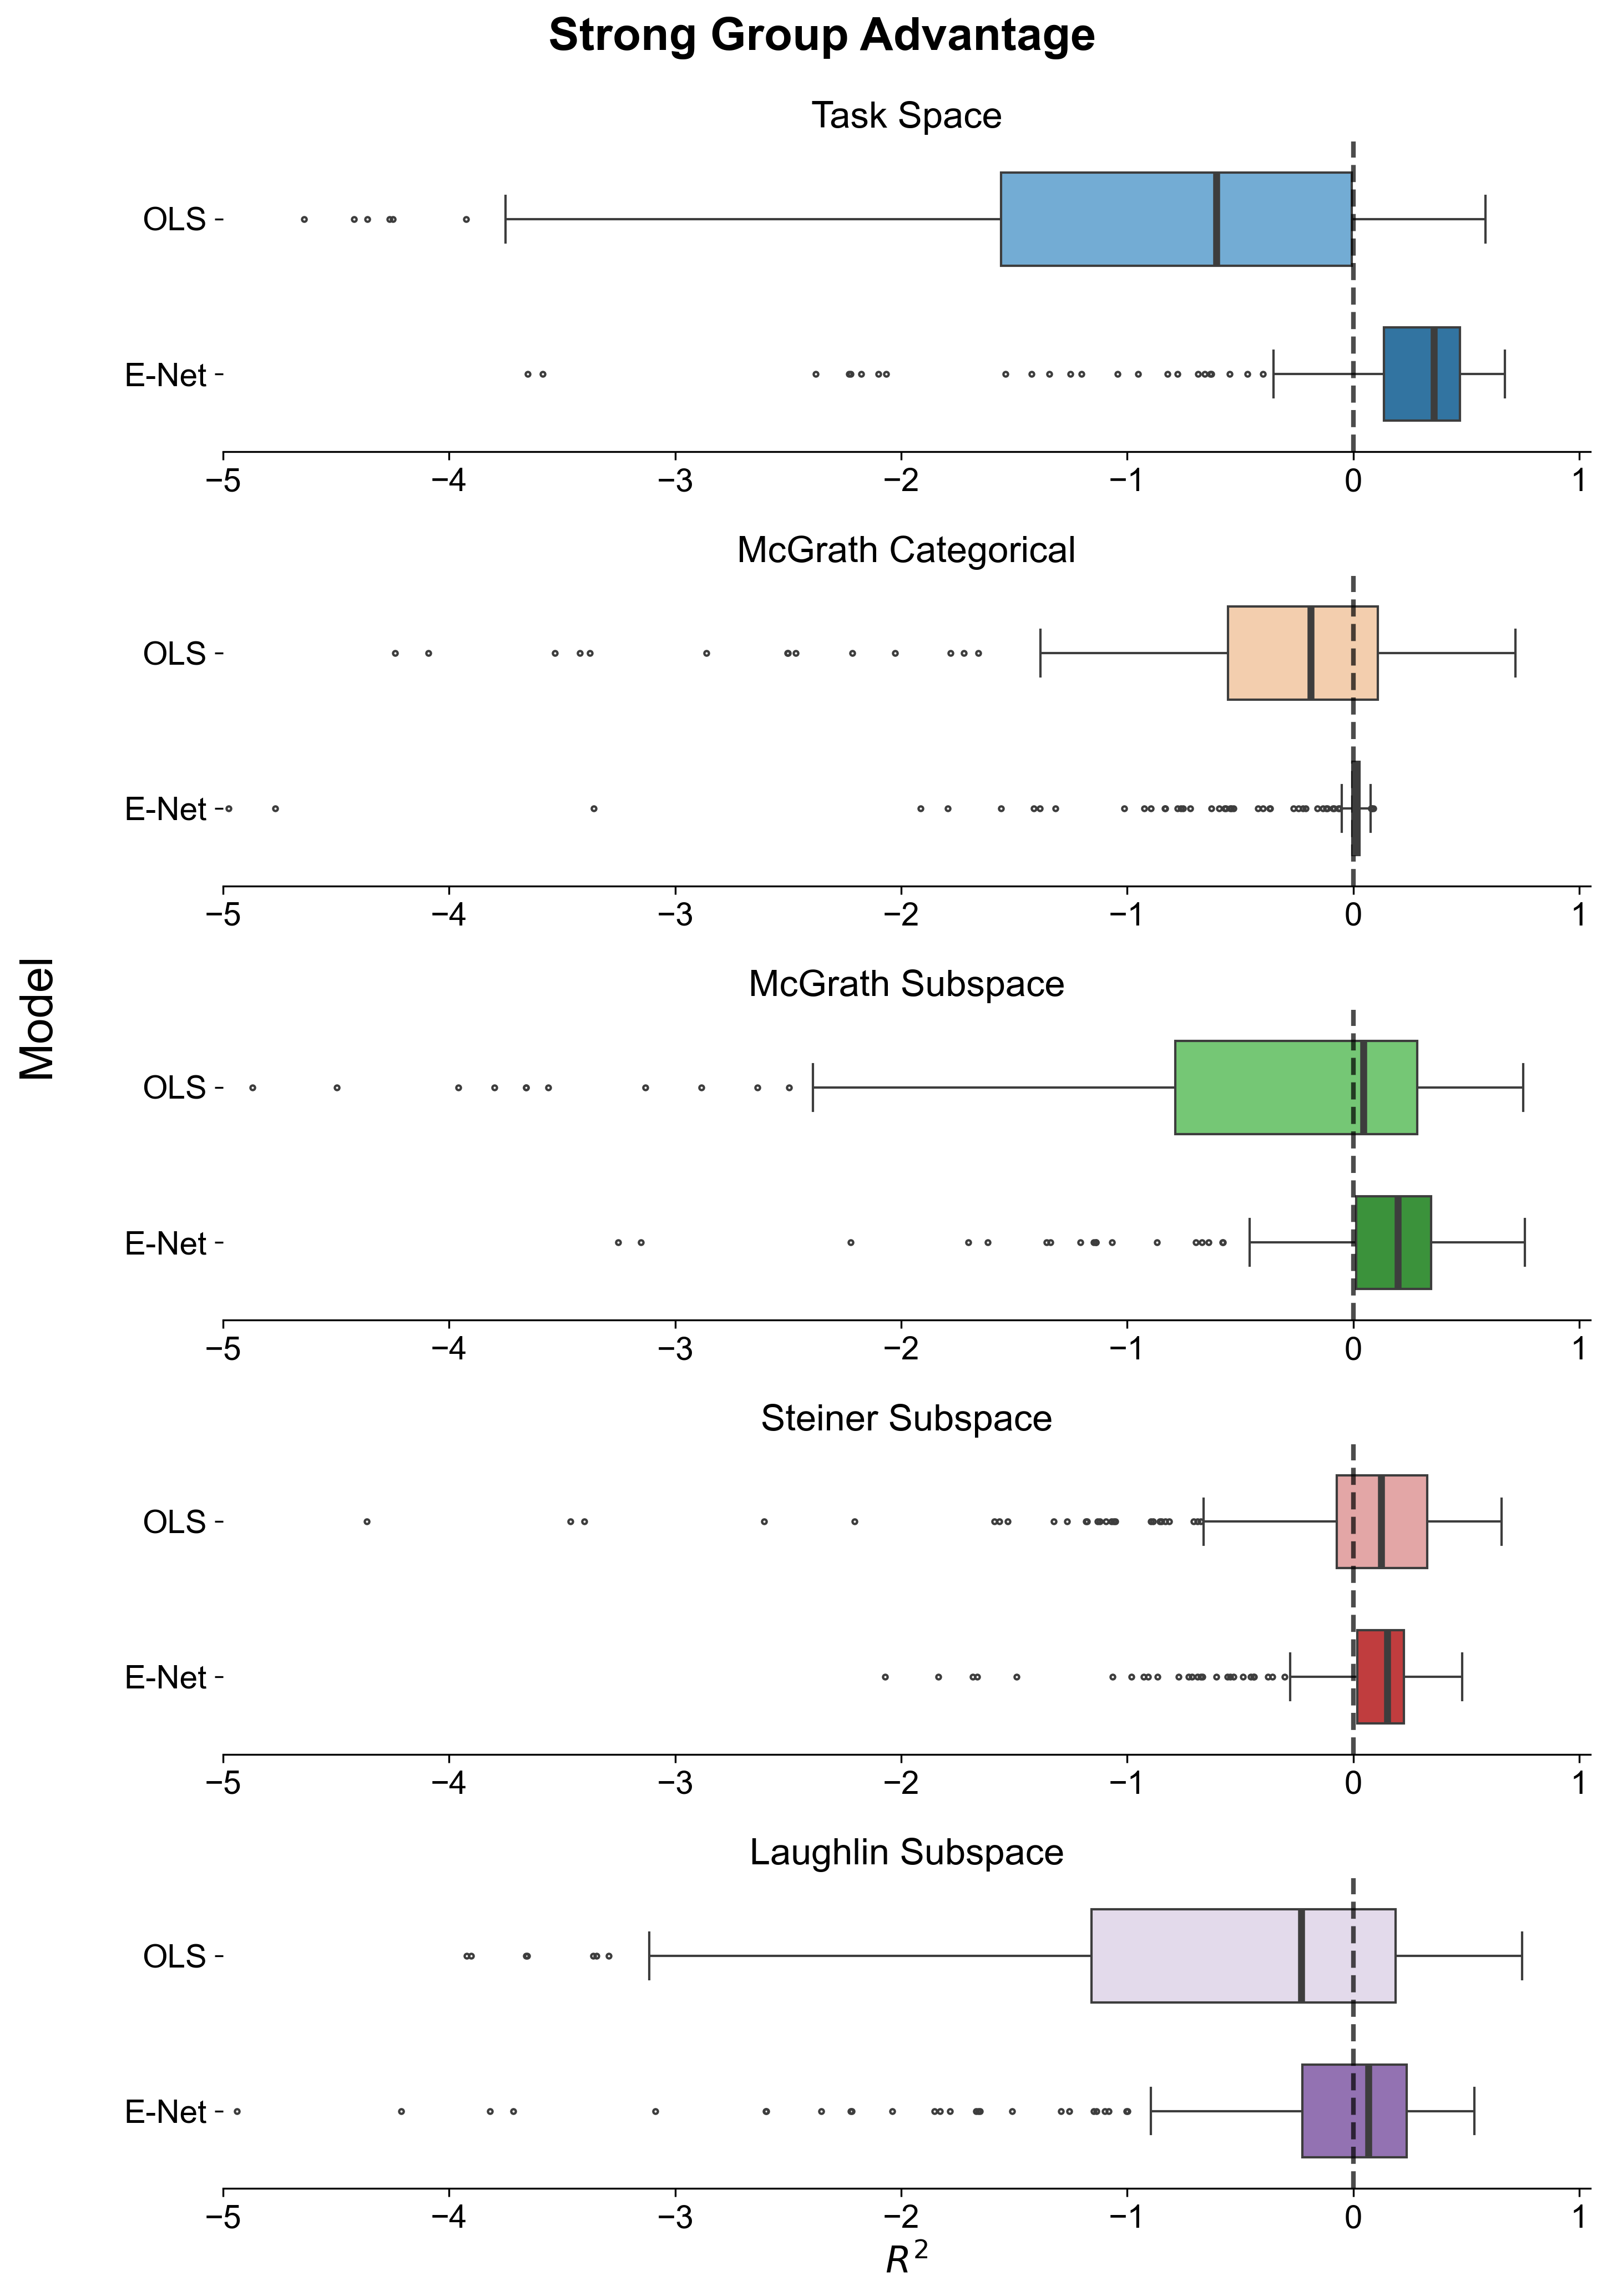 Strong Group Advantage
Task Space
OLS
E-Net
−5 −4 −3 −2 −1 0 1
McGrath Categorical
OLS
E-Net
−5 −4 −3 −2 −1 0 1
McGrath Subspace
OLS
E-Net
−5 −4 −3 −2 −1 0 1
Model
Steiner Subspace
OLS
E-Net
−5 −4 −3 −2 −1 0 1
Laughlin Subspace
OLS
E-Net
−5 −4 −3 −2 −1 0 1
R²